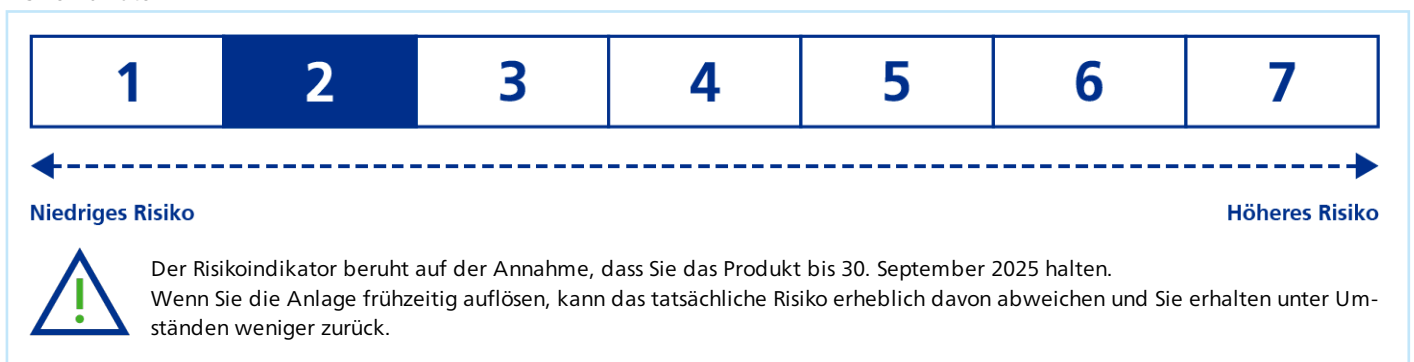 1 2 3 4 5 6 7
Niedriges Risiko Höheres Risiko
Der Risikoindikator beruht auf der Annahme, dass Sie das Produkt bis 30. September 2025 halten.
Wenn Sie die Anlage frühzeitig auflösen, kann das tatsächliche Risiko erheblich davon abweichen und Sie erhalten unter Um-
ständen weniger zurück.